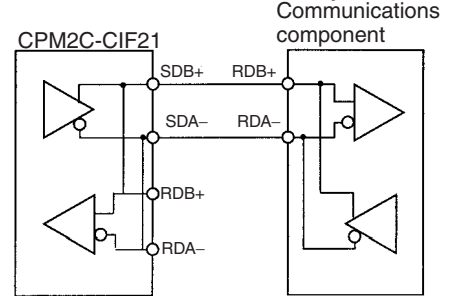 Communications
component
CPM2C-CIF21
SDB+ RDB+
SDA− RDA−
RDB+
RDA−